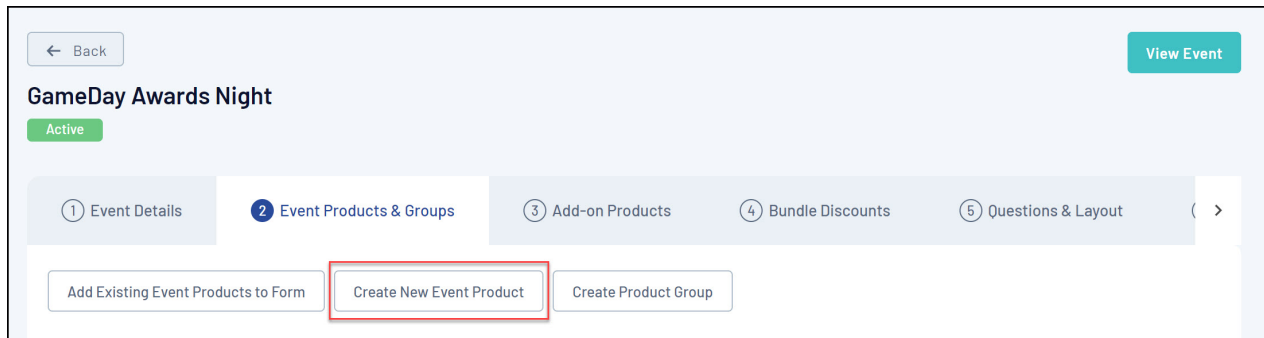 ← Back
View Event
GameDay Awards Night
Active
1 Event Details
2 Event Products & Groups
3 Add-on Products
4 Bundle Discounts
5 Questions & Layout
Add Existing Event Products to Form
Create New Event Product
Create Product Group